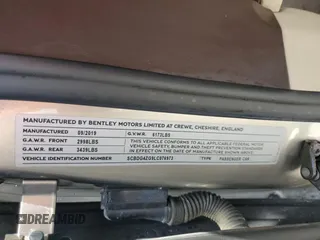 MANUFACTURED BY BENTLEY MOTORS LIMITED AT CREWE, CHESHIRE, ENGLAND
MANUFACTURED 09/2019 G.V.W.R. 6173LBS
G.A.W.R. FRONT 2998LBS THIS VEHICLE CONFORMS TO ALL APPLICABLE FEDERAL MOTOR
G.A.W.R. REAR 3439LBS VEHICLE SAFETY, BUMPER AND THEFT PREVENTION STANDARDS
IN EFFECT ON THE DATE OF MANUFACTURE SHOWN ABOVE.
VEHICLE IDENTIFICATION NUMBER TYPE PASSENGER CAR
DREAMBID